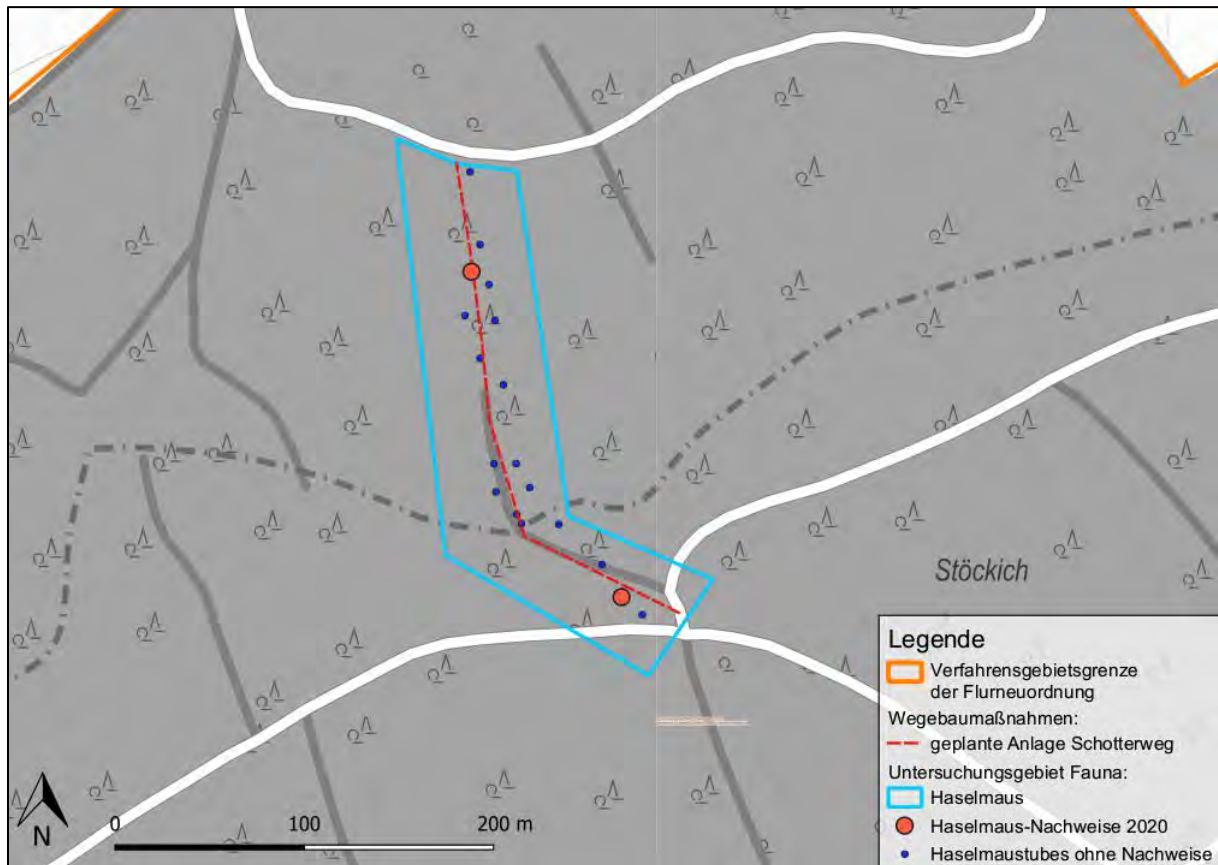 Stöckich
Legende
Verfahrensgebietsgrenze
der Flurneuordnung
Wegebaumaßnahmen:
geplante Anlage Schotterweg
Untersuchungsgebiet Fauna:
Haselmaus
Haselmaus-Nachweise 2020
Haselmaustubes ohne Nachweise
N
0 100 200 m